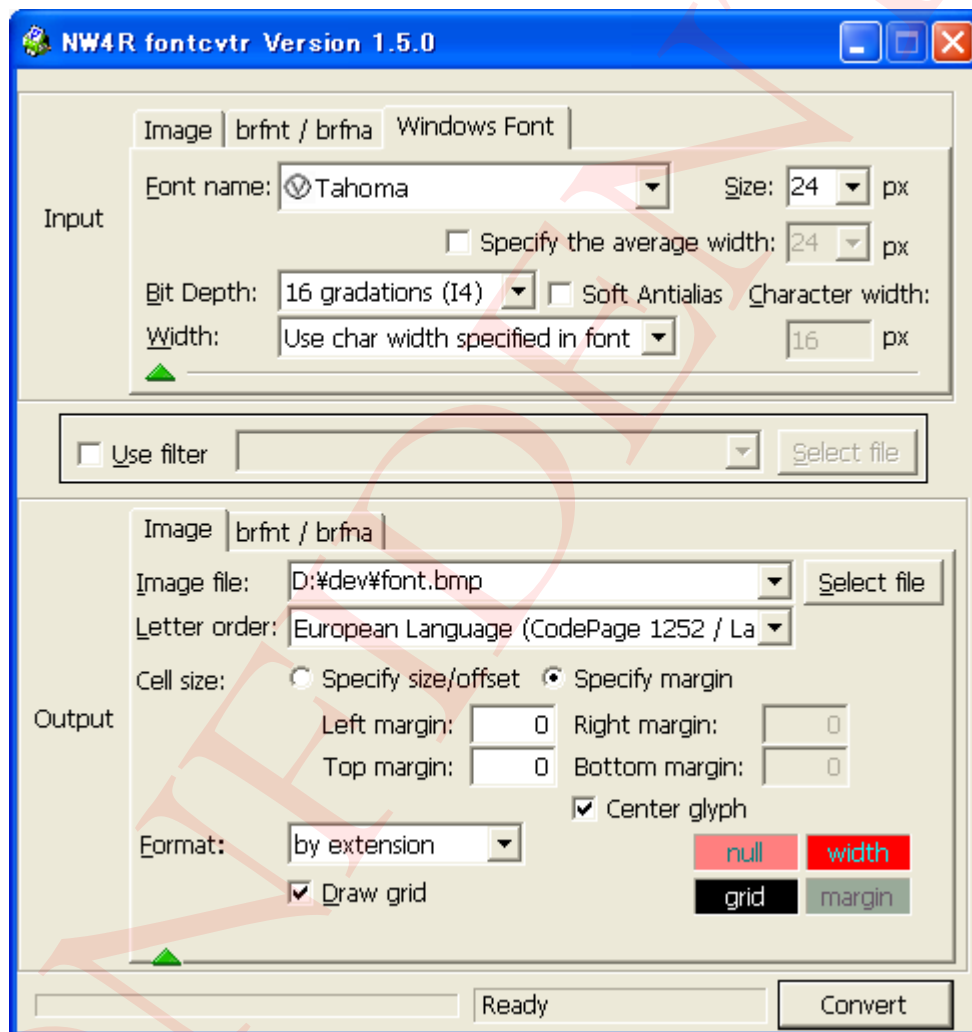 NW4R fontcvtr Version 1.5.0
Image brfnt / brfna Windows Font
Input
Font name: Tahoma Size: 24 px
Specify the average width: 24 px
Bit Depth: 16 gradations (I4) Soft Antialias Character width:
Width: Use char width specified in font 16 px
Use filter Select file
Image brfnt / brfna
Output
Image file: D:¥dev¥font.bmp Select file
Letter order: European Language (CodePage 1252 / La
Cell size: Specify size/offset Specify margin
Left margin: 0 Right margin: 0
Top margin: 0 Bottom margin: 0
Center glyph
Format: by extension null width
Draw grid grid margin
Ready Convert